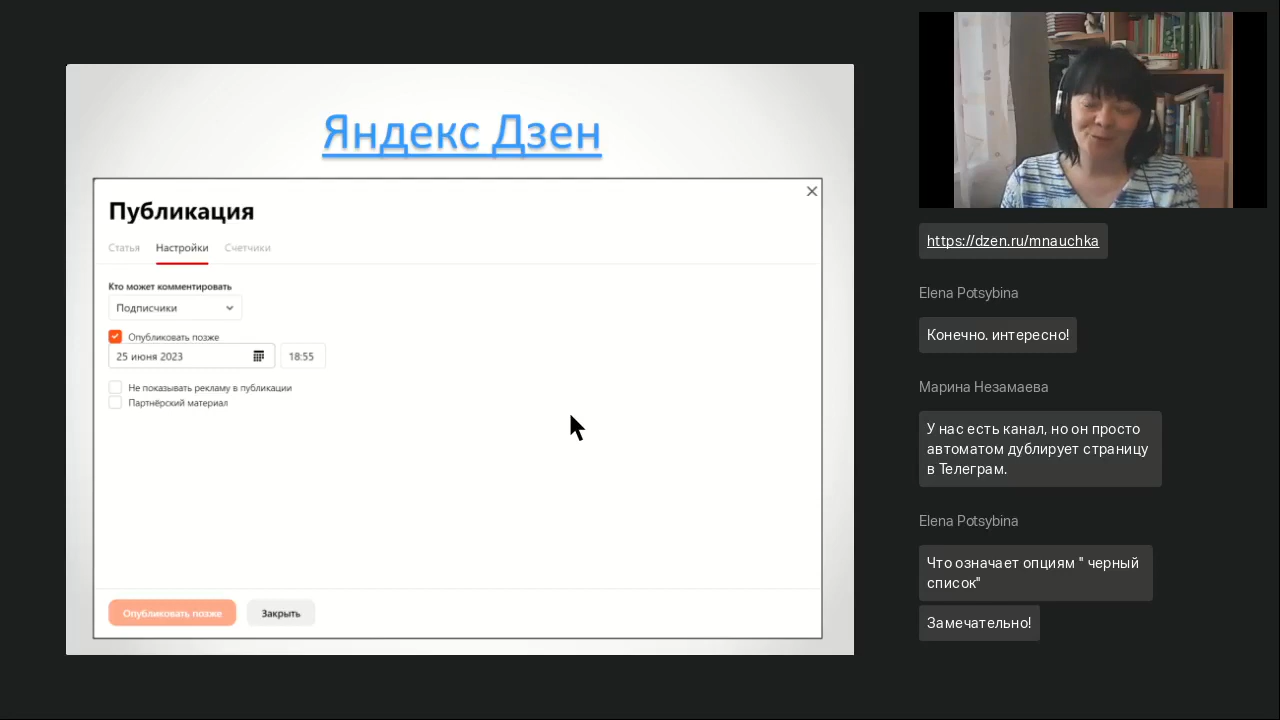 Яндекс Дзен
Публикация
Статья Настройки Счетчики
Кто может комментировать
Подписчики
Опубликовать позже
25 июня 2023 18:55
Не показывать рекламу в публикации
Партнёрский материал
Опубликовать позже Закрыть
https://dzen.ru/mnauchka
Elena Potsybina
Конечно. интересно!
Марина Незамаева
У нас есть канал, но он просто
автоматом дублирует страницу
в Телеграм.
Elena Potsybina
Что означает опциям " черный
список"
Замечательно!